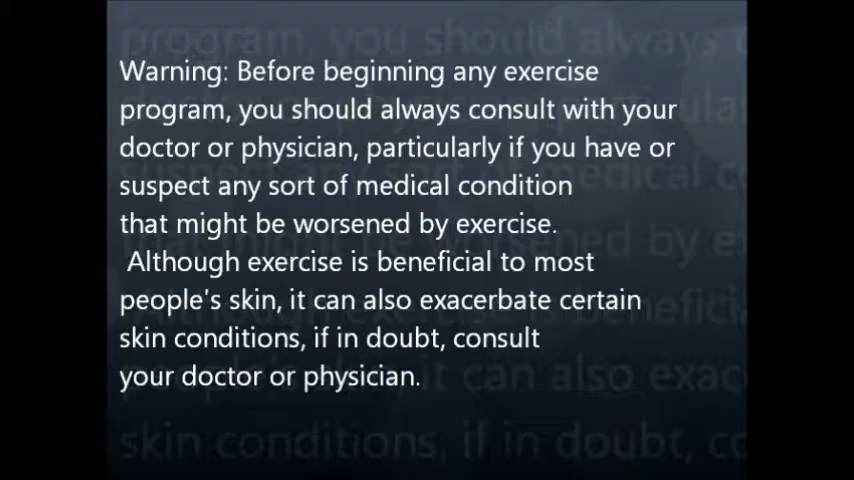 Warning: Before beginning any exercise
program, you should always consult with your
doctor or physician, particularly if you have or
suspect any sort of medical condition
that might be worsened by exercise.
Although exercise is beneficial to most
people's skin, it can also exacerbate certain
skin conditions, if in doubt, consult
your doctor or physician.